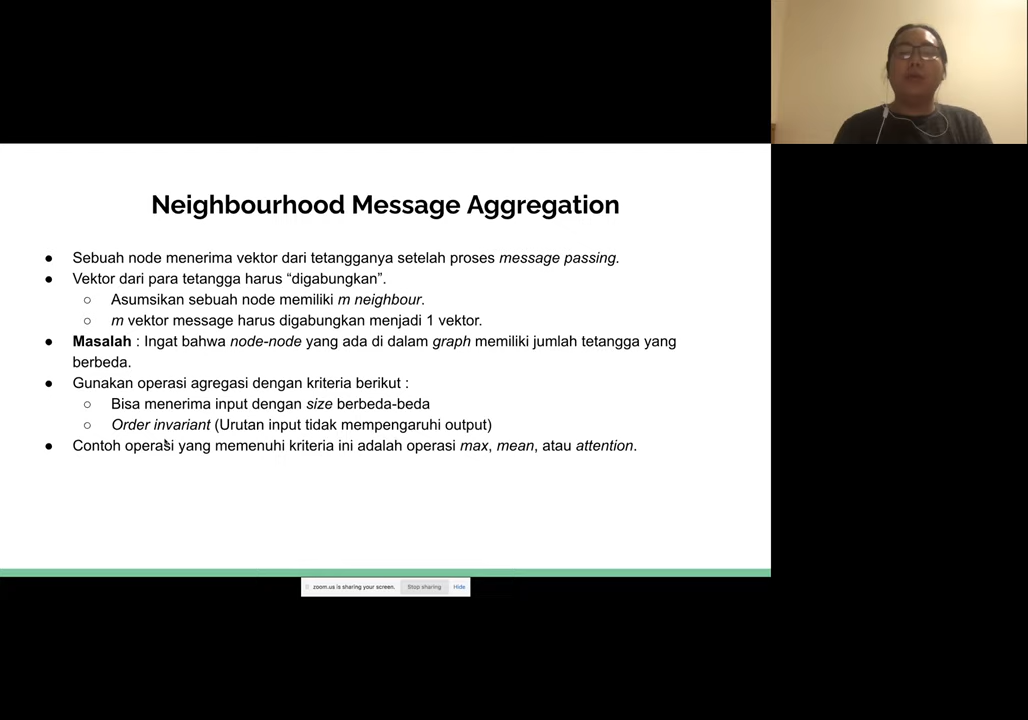 Neighbourhood Message Aggregation
● Sebuah node menerima vektor dari tetangganya setelah proses message passing.
● Vektor dari para tetangga harus “digabungkan”.
○ Asumsikan sebuah node memiliki m neighbour.
○ m vektor message harus digabungkan menjadi 1 vektor.
● Masalah : Ingat bahwa node-node yang ada di dalam graph memiliki jumlah tetangga yang
berbeda.
● Gunakan operasi agregasi dengan kriteria berikut :
○ Bisa menerima input dengan size berbeda-beda
○ Order invariant (Urutan input tidak mempengaruhi output)
● Contoh operasi yang memenuhi kriteria ini adalah operasi max, mean, atau attention.
zoom.us is sharing your screen. Stop sharing Hide